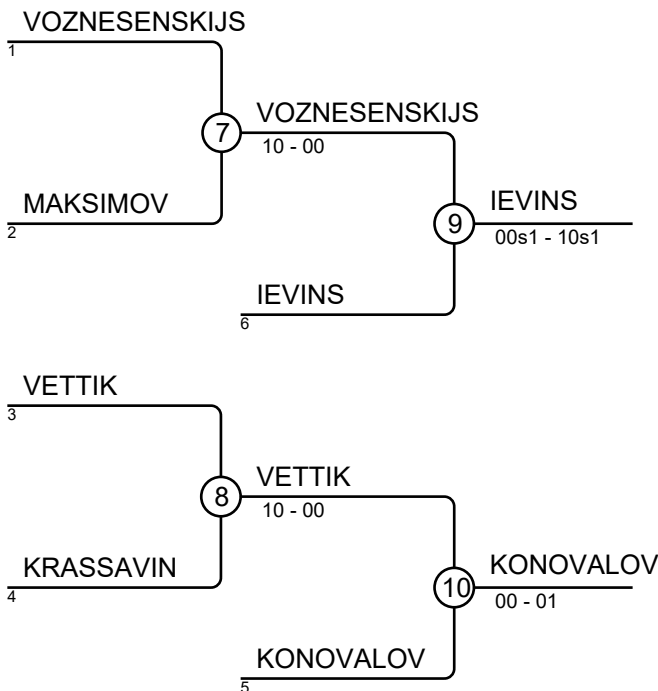 VOZNESENSKIJS
1
7
VOZNESENSKIJS
10 - 00
MAKSIMOV
2
9
IEVINS
00s1 - 10s1
IEVINS
6
VETTIK
3
8
VETTIK
10 - 00
KRASSAVIN
4
10
KONOVALOV
00 - 01
KONOVALOV
5